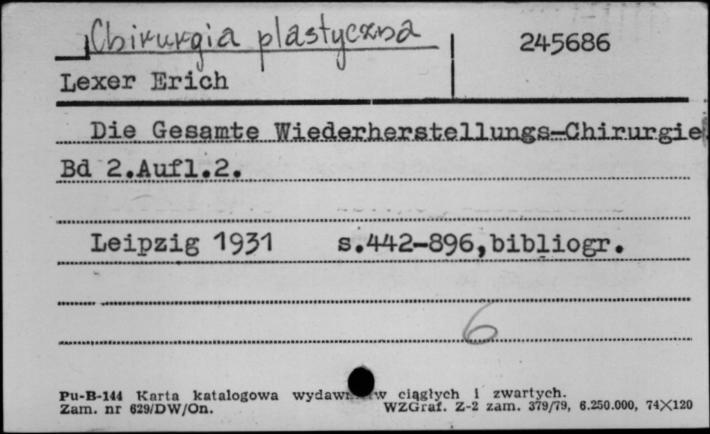 Chirurgia plastyczna
245686
Lexer Erich
Die Gesamte Wiederherstellungs-Chirurgie.
Bd 2.Aufl.2.
Leipzig 1931 s.442-896,bibliogr.
6
Pu-B-144 Karta katalogowa ciągłych i zwartych.
Zam. nr 629/DW/On. WZGraf. Z-2 zam. 379/79, 6.250.000, 74×120